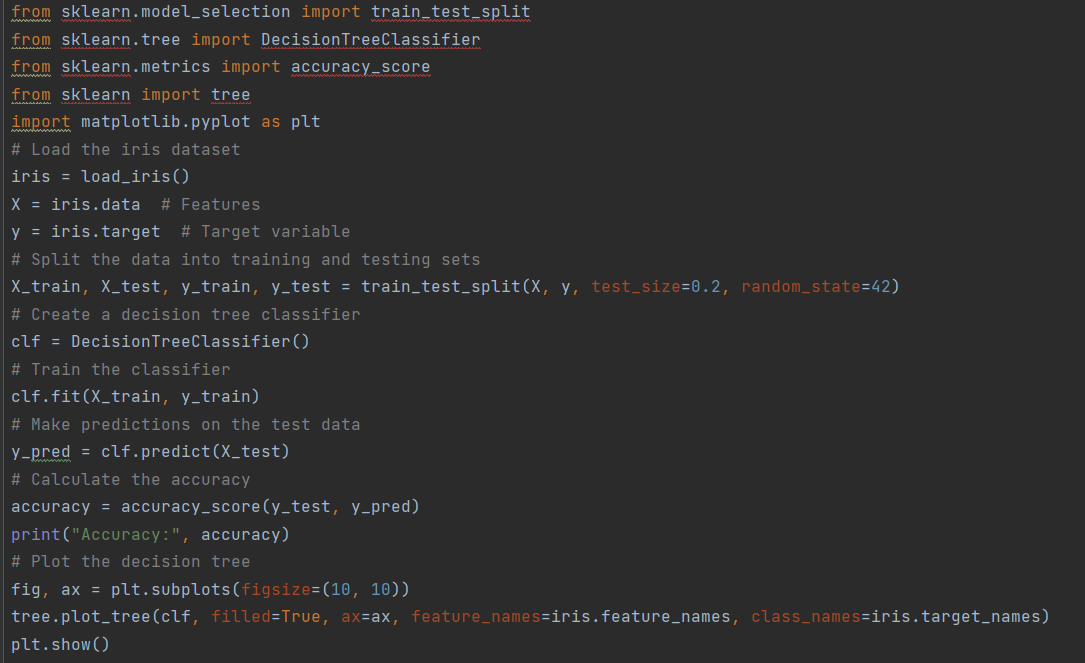 from sklearn.model_selection import train_test_split
from sklearn.tree import DecisionTreeClassifier
from sklearn.metrics import accuracy_score
from sklearn import tree
import matplotlib.pyplot as plt
# Load the iris dataset
iris = load_iris()
X = iris.data  # Features
y = iris.target  # Target variable
# Split the data into training and testing sets
X_train, X_test, y_train, y_test = train_test_split(X, y, test_size=0.2, random_state=42)
# Create a decision tree classifier
clf = DecisionTreeClassifier()
# Train the classifier
clf.fit(X_train, y_train)
# Make predictions on the test data
y_pred = clf.predict(X_test)
# Calculate the accuracy
accuracy = accuracy_score(y_test, y_pred)
print("Accuracy:", accuracy)
# Plot the decision tree
fig, ax = plt.subplots(figsize=(10, 10))
tree.plot_tree(clf, filled=True, ax=ax, feature_names=iris.feature_names, class_names=iris.target_names)
plt.show()